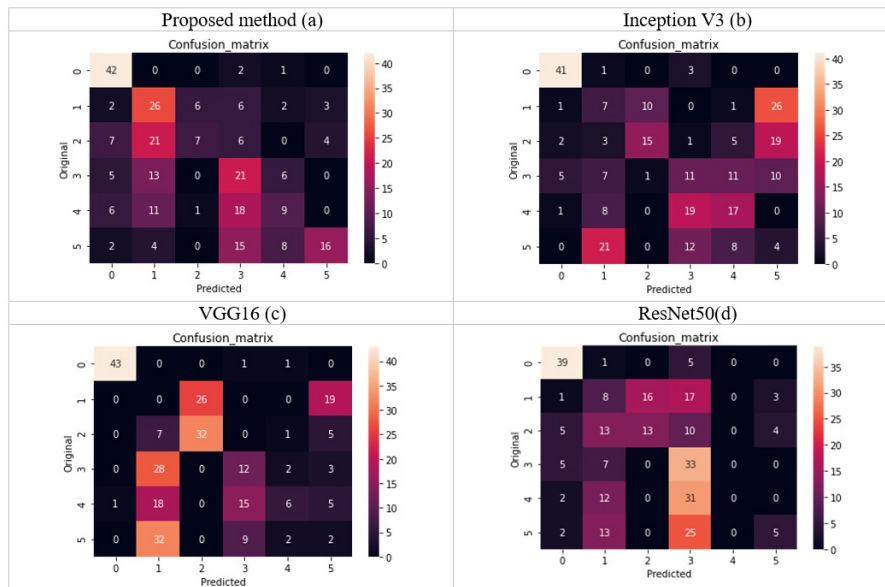 Proposed method (a)
Confusion_matrix
0 42 0 0 2 1 0
1 2 26 6 6 2 3
2 7 21 7 6 0 4
3 5 13 0 21 6 0
4 6 11 1 18 9 0
5 2 4 0 15 8 16
0 1 2 3 4 5
Predicted
Original
40
35
30
25
20
15
10
5
0
Inception V3 (b)
Confusion_matrix
0 41 1 0 3 0 0
1 1 7 10 0 1 26
2 2 3 15 1 5 19
3 5 7 1 11 11 10
4 1 8 0 19 17 0
5 0 21 0 12 8 4
0 1 2 3 4 5
Predicted
Original
40
35
30
25
20
15
10
5
0
VGG16 (c)
Confusion_matrix
0 43 0 0 1 1 0
1 0 0 26 0 0 19
2 0 7 32 0 1 5
3 0 28 0 12 2 3
4 1 18 0 15 6 5
5 0 32 0 9 2 2
0 1 2 3 4 5
Predicted
Original
40
35
30
25
20
15
10
5
0
ResNet50(d)
Confusion_matrix
0 39 1 0 5 0 0
1 1 8 16 17 0 3
2 5 13 13 10 0 4
3 5 7 0 33 0 0
4 2 12 0 31 0 0
5 2 13 0 25 0 5
0 1 2 3 4 5
Predicted
Original
35
30
25
20
15
10
5
0